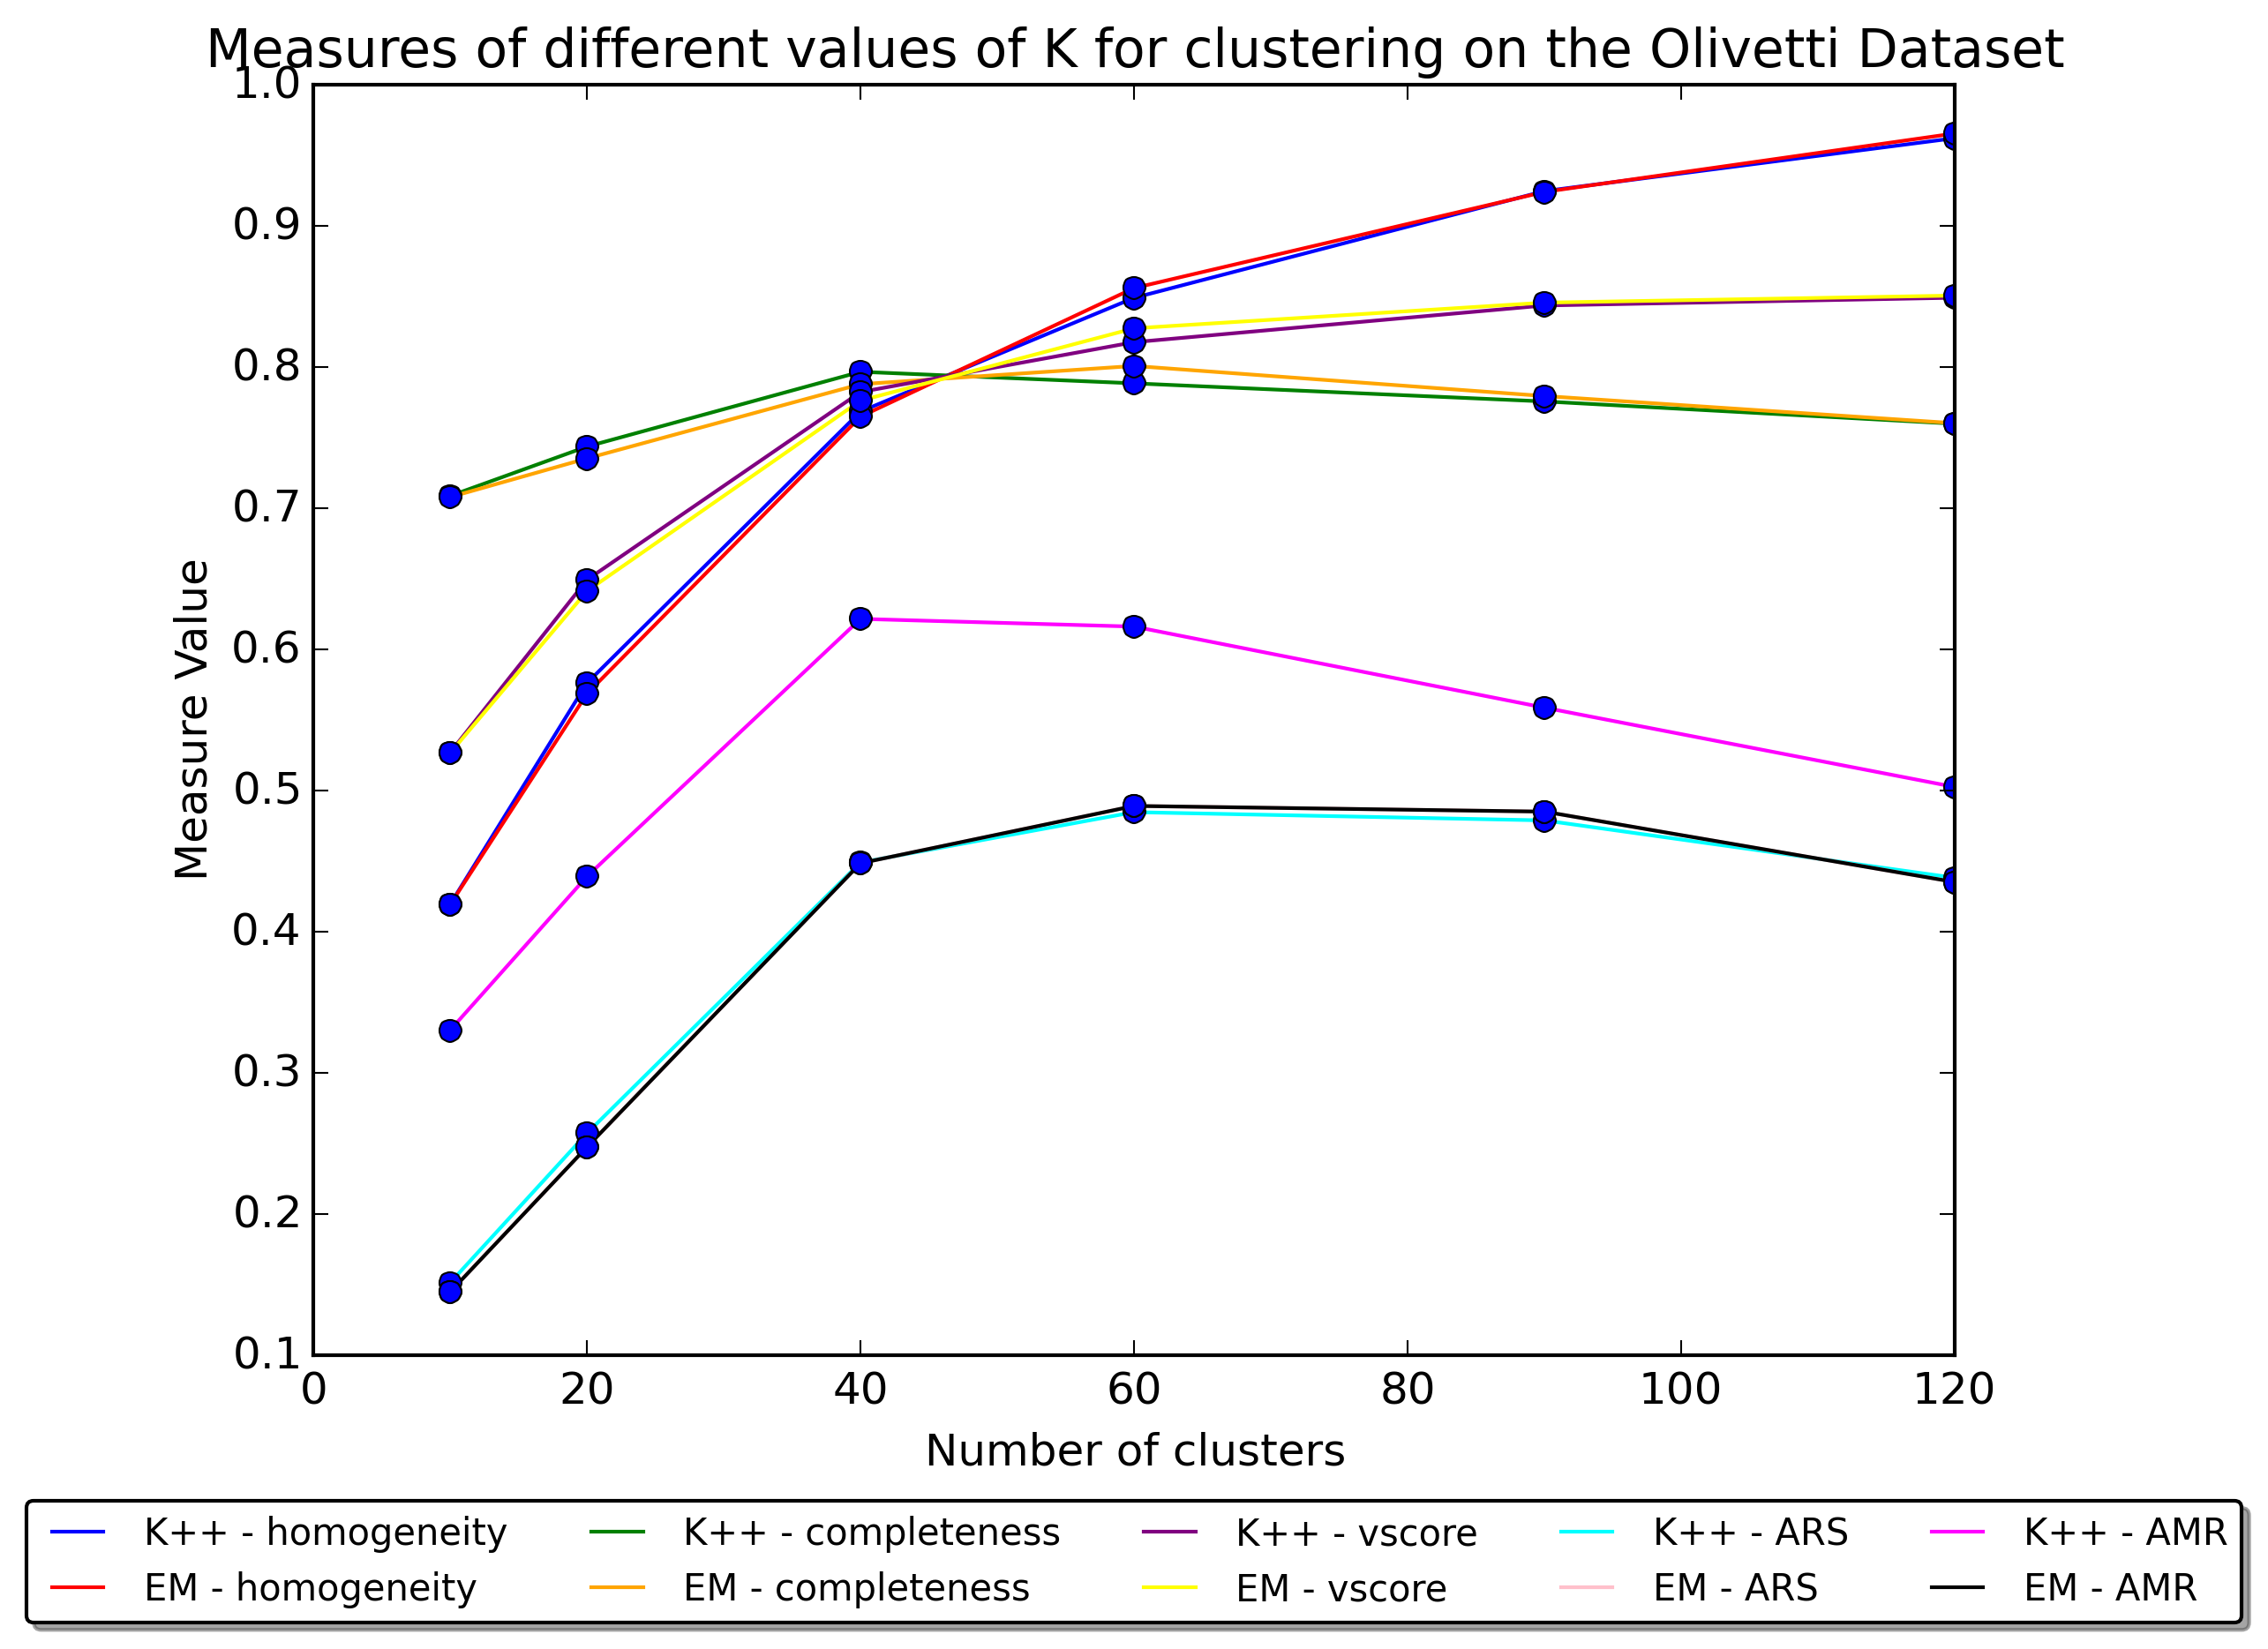 Measures of different values of K for clustering on the Olivetti Dataset
1.0
0.9
0.8
0.7
0.6
0.5
0.4
0.3
0.2
0.1
Measure Value
0 20 40 60 80 100 120
Number of clusters
K++ - homogeneity K++ - completeness K++ - vscore K++ - ARS K++ - AMR
EM - homogeneity EM - completeness EM - vscore EM - ARS EM - AMR